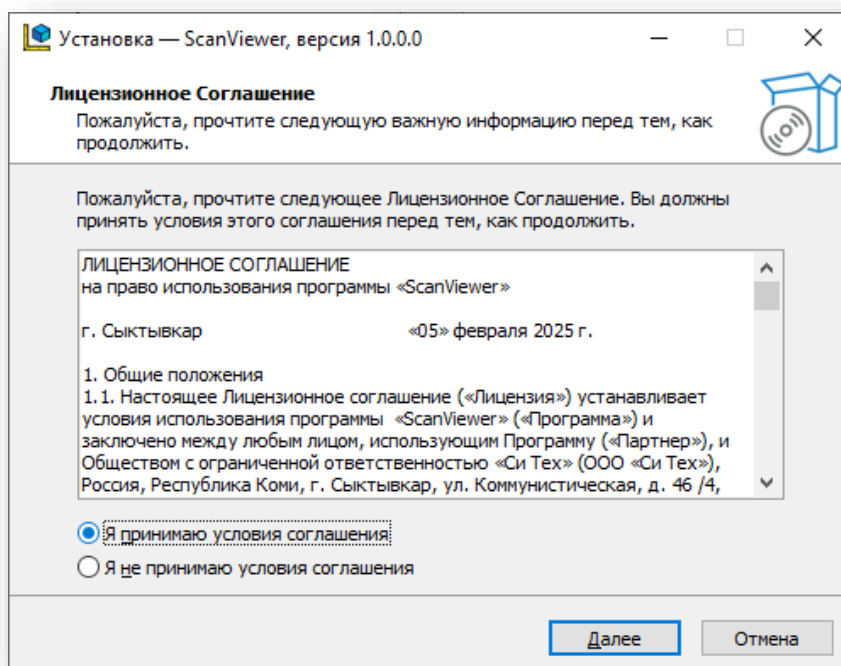 Установка — ScanViewer, версия 1.0.0.0
Лицензионное Соглашение
Пожалуйста, прочтите следующую важную информацию перед тем, как
продолжить.
Пожалуйста, прочтите следующее Лицензионное Соглашение. Вы должны
принять условия этого соглашения перед тем, как продолжить.
ЛИЦЕНЗИОННОЕ СОГЛАШЕНИЕ
на право использования программы «ScanViewer»
г. Сыктывкар «05» февраля 2025 г.
1. Общие положения
1.1. Настоящее Лицензионное соглашение («Лицензия») устанавливает
условия использования программы «ScanViewer» («Программа») и
заключено между любым лицом, использующим Программу («Партнер»), и
Обществом с ограниченной ответственностью «Си Тех» (ООО «Си Тех»),
Россия, Республика Коми, г. Сыктывкар, ул. Коммунистическая, д. 46 /4,
Я принимаю условия соглашения
Я не принимаю условия соглашения
Далее Отмена